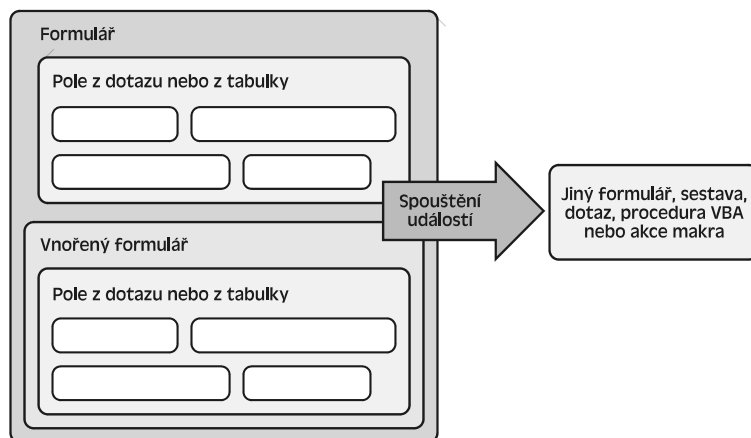 Formulář
Pole z dotazu nebo z tabulky
Spouštění
událostí
Jiný formulář, sestava,
dotaz, procedura VBA
nebo akce makra
Vnořený formulář
Pole z dotazu nebo z tabulky